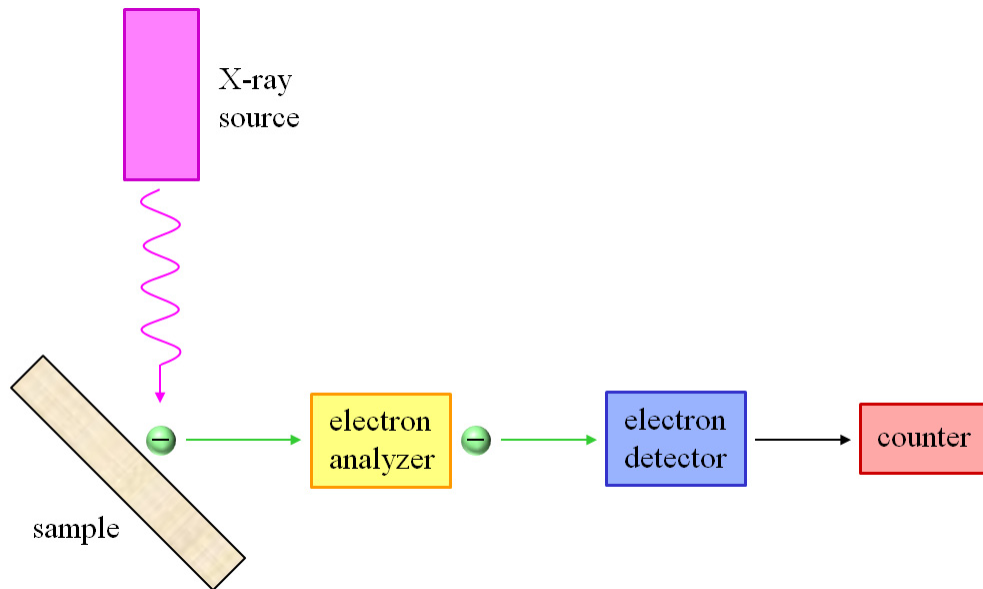 X-ray
source
electron
analyzer
electron
detector
counter
sample